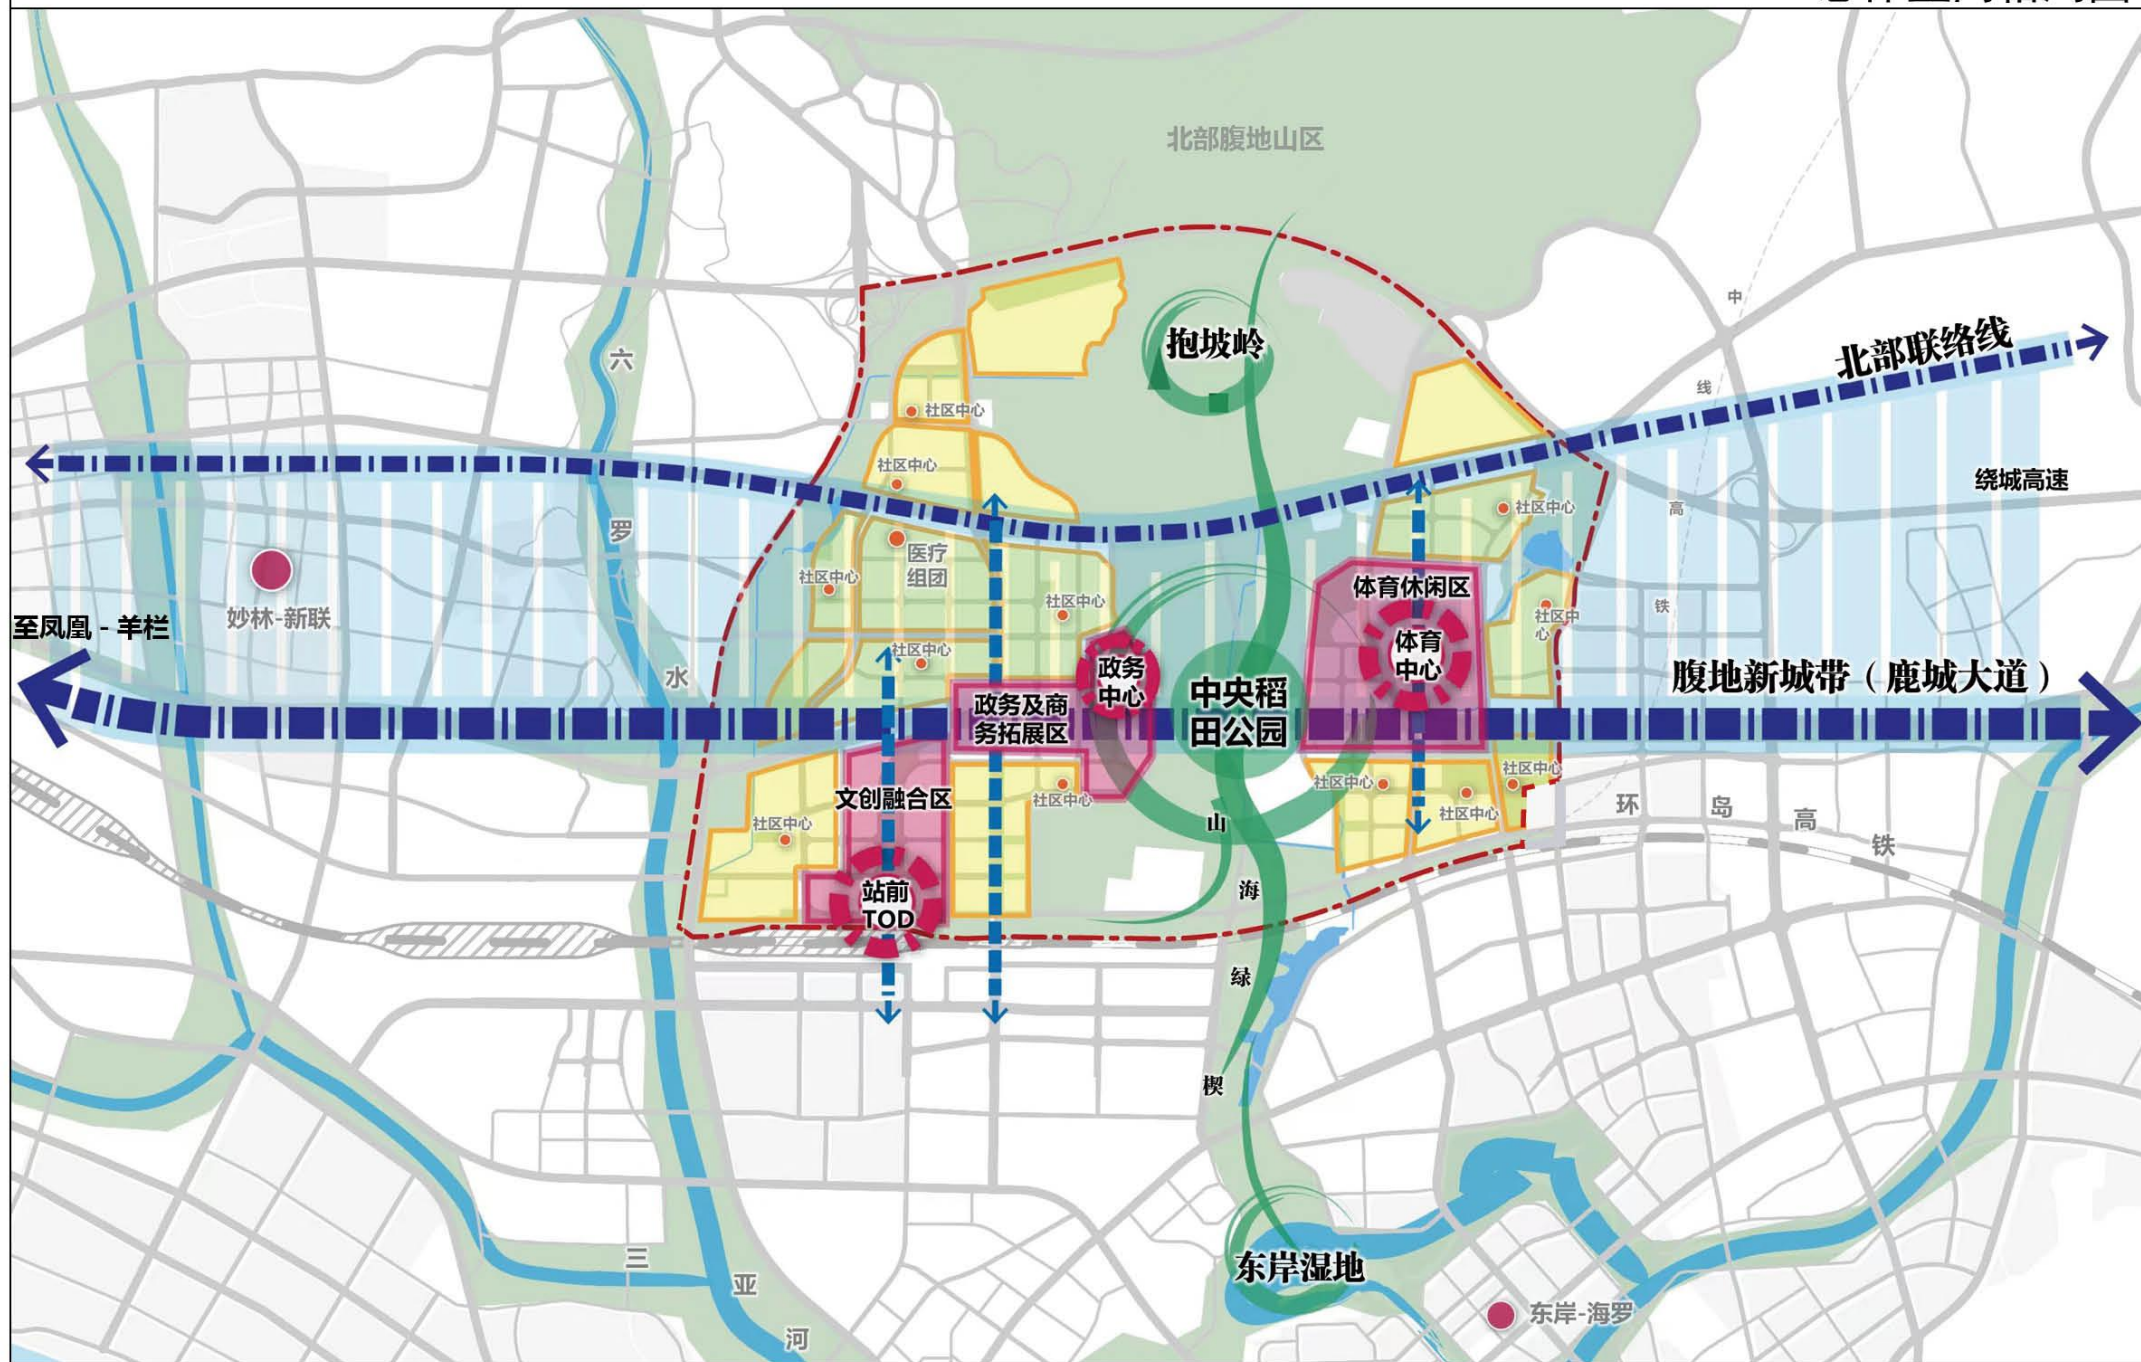 北部腹地山区
中
线
高
铁
抱坡岭
北部联络线
六
罗
水
社区中心
社区中心
绕城高速
社区中心
医疗
组团
社区中心
妙林-新联
至凤凰 - 羊栏
社区中心
体育休闲区
社区中
心
体育
中心
社区中心
政务
中心
腹地新城带（鹿城大道）
政务及商
务拓展区
中央稻
田公园
文创融合区
社区中心
社区中心
社区中心
社区中心
社区中心
环
岛
高
铁
山
海
绿
楔
站前
TOD
东岸湿地
东岸-海罗
三
亚
河